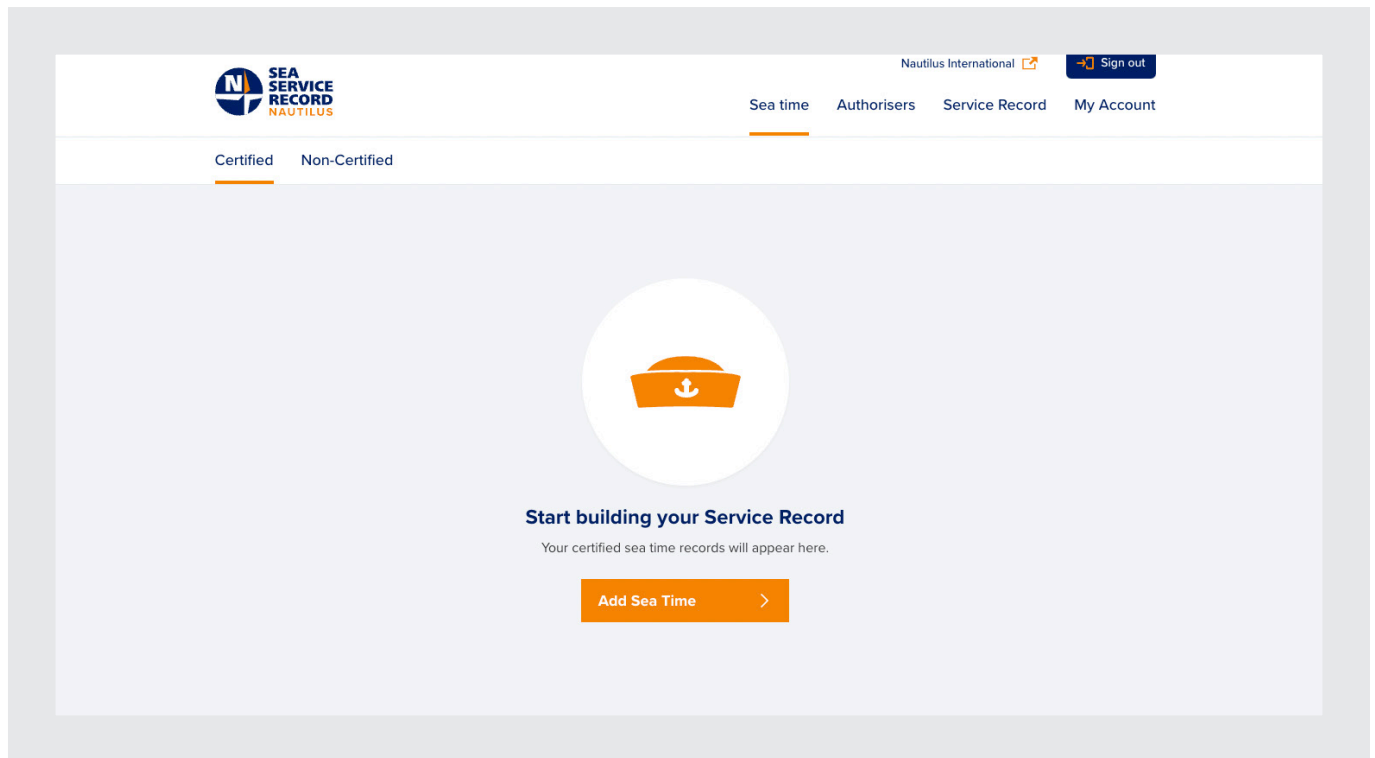 N
SEA
SERVICE
RECORD
NAUTILUS
Nautilus International
Sign out
Sea time
Authorisers
Service Record
My Account
Certified
Non-Certified
Start building your Service Record
Your certified sea time records will appear here.
Add Sea Time